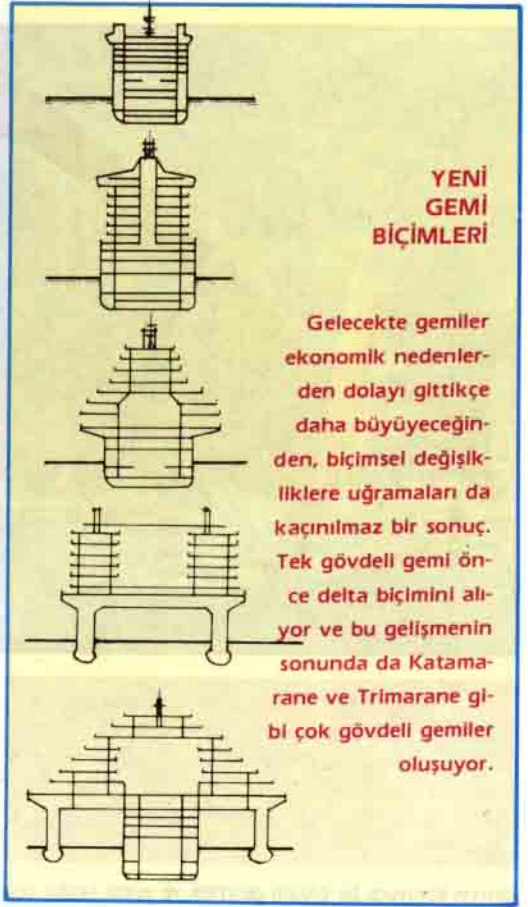 YENİ
GEMİ
BİÇİMLERİ
Gelecekte gemiler
ekonomik nedenler-
den dolayı gittikçe
daha büyüyeceğin-
den, biçimsel değişik-
liklere uğramaları da
kaçınılmaz bir sonuç.
Tek gövdeli gemi ön-
ce delta biçimini alı-
yor ve bu gelişmenin
sonunda da Katama-
rane ve Trimarane gi-
bi çok gövdeli gemiler
oluşuyor.